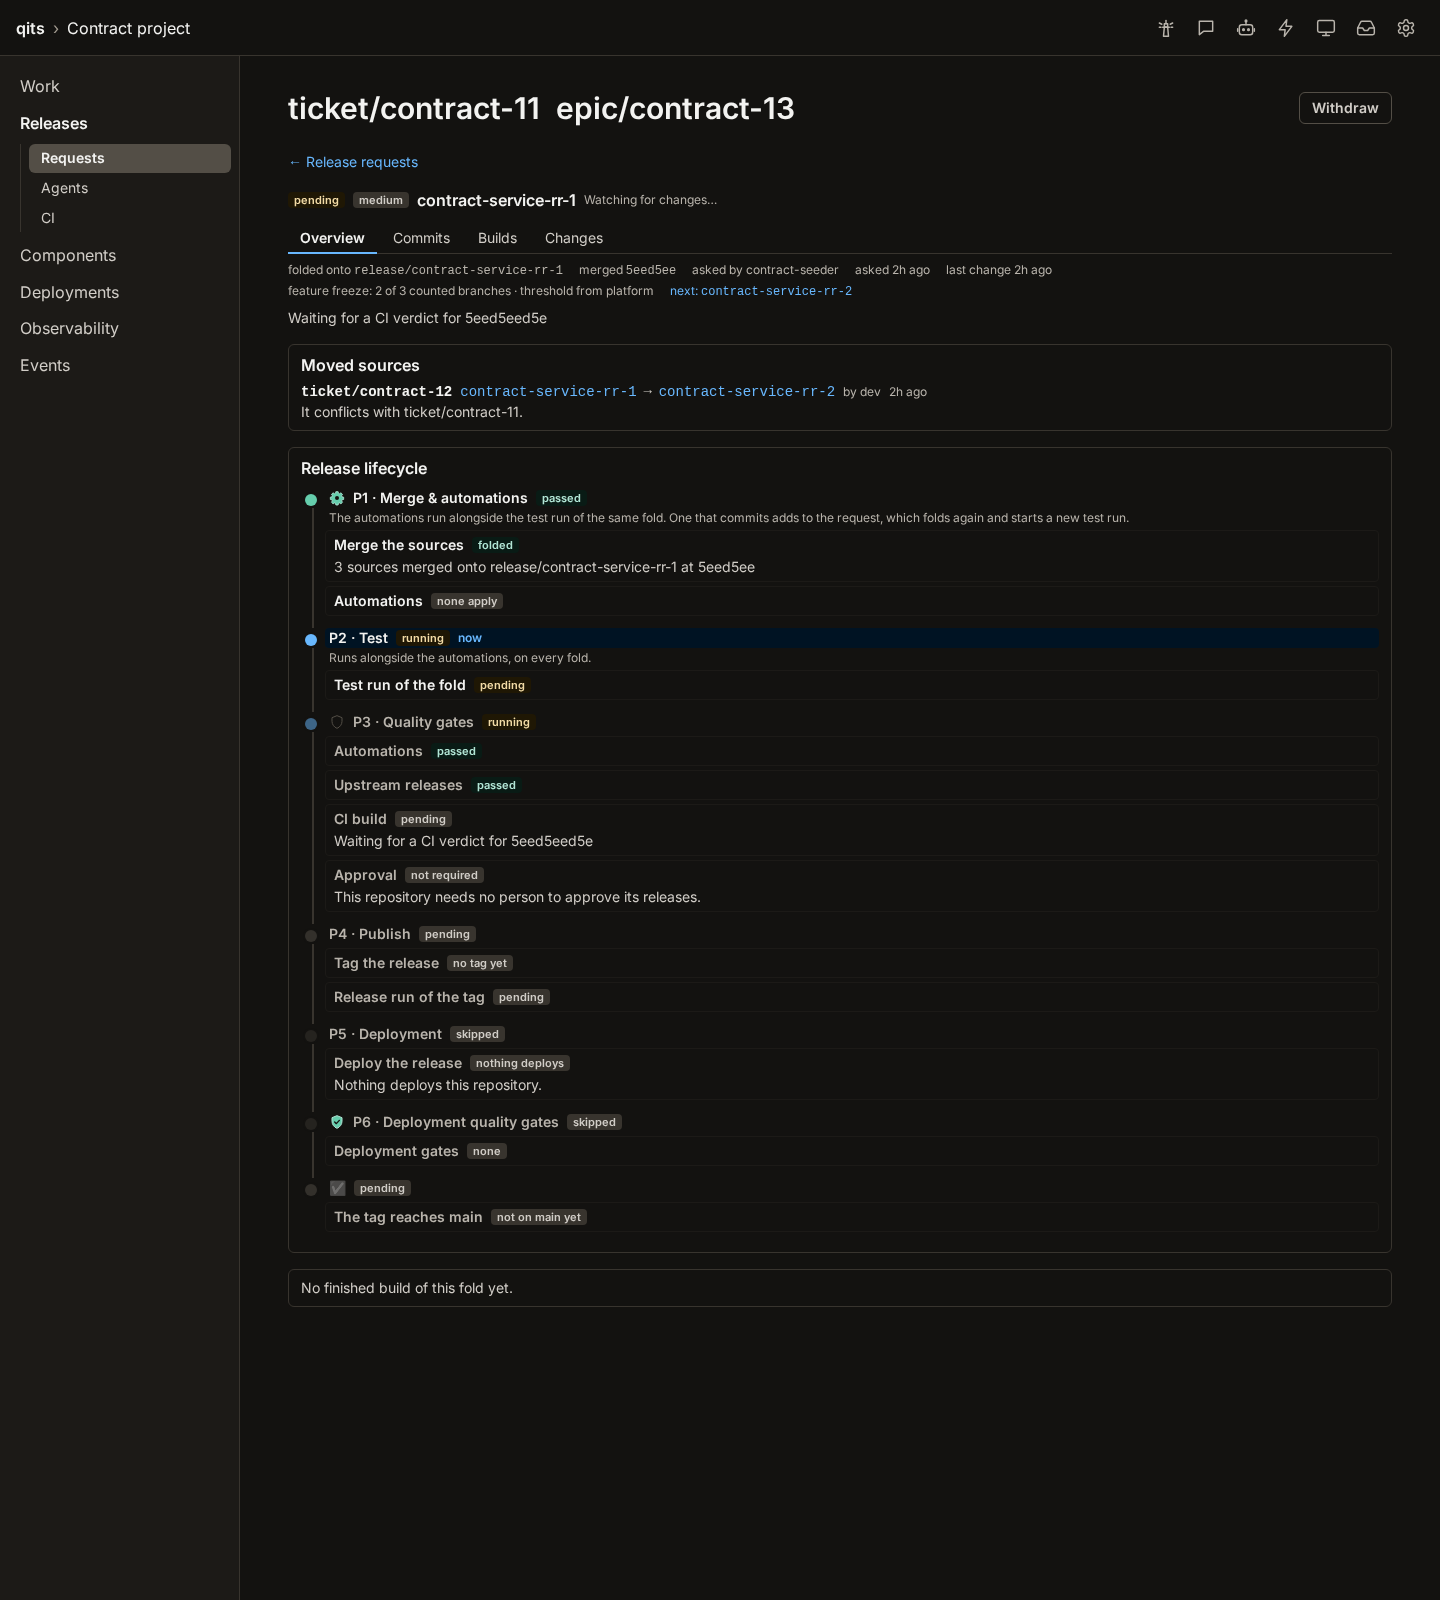 qits › Contract project
Work
Releases
Requests
Agents
CI
Components
Deployments
Observability
Events
ticket/contract-11 epic/contract-13
Withdraw
← Release requests
pending medium contract-service-rr-1 Watching for changes...
Overview Commits Builds Changes
folded onto release/contract-service-rr-1 merged 5eed5ee asked by contract-seeder asked 2h ago last change 2h ago
feature freeze: 2 of 3 counted branches · threshold from platform next: contract-service-rr-2
Waiting for a CI verdict for 5eed5eed5e
Moved sources
ticket/contract-12 contract-service-rr-1 → contract-service-rr-2 by dev 2h ago
It conflicts with ticket/contract-11.
Release lifecycle
P1 · Merge & automations passed
The automations run alongside the test run of the same fold. One that commits adds to the request, which folds again and starts a new test run.
Merge the sources folded
3 sources merged onto release/contract-service-rr-1 at 5eed5ee
Automations none apply
P2 · Test running now
Runs alongside the automations, on every fold.
Test run of the fold pending
P3 · Quality gates running
Automations passed
Upstream releases passed
CI build pending
Waiting for a CI verdict for 5eed5eed5e
Approval not required
This repository needs no person to approve its releases.
P4 · Publish pending
Tag the release no tag yet
Release run of the tag pending
P5 · Deployment skipped
Deploy the release nothing deploys
Nothing deploys this repository.
P6 · Deployment quality gates skipped
Deployment gates none
pending
The tag reaches main not on main yet
No finished build of this fold yet.